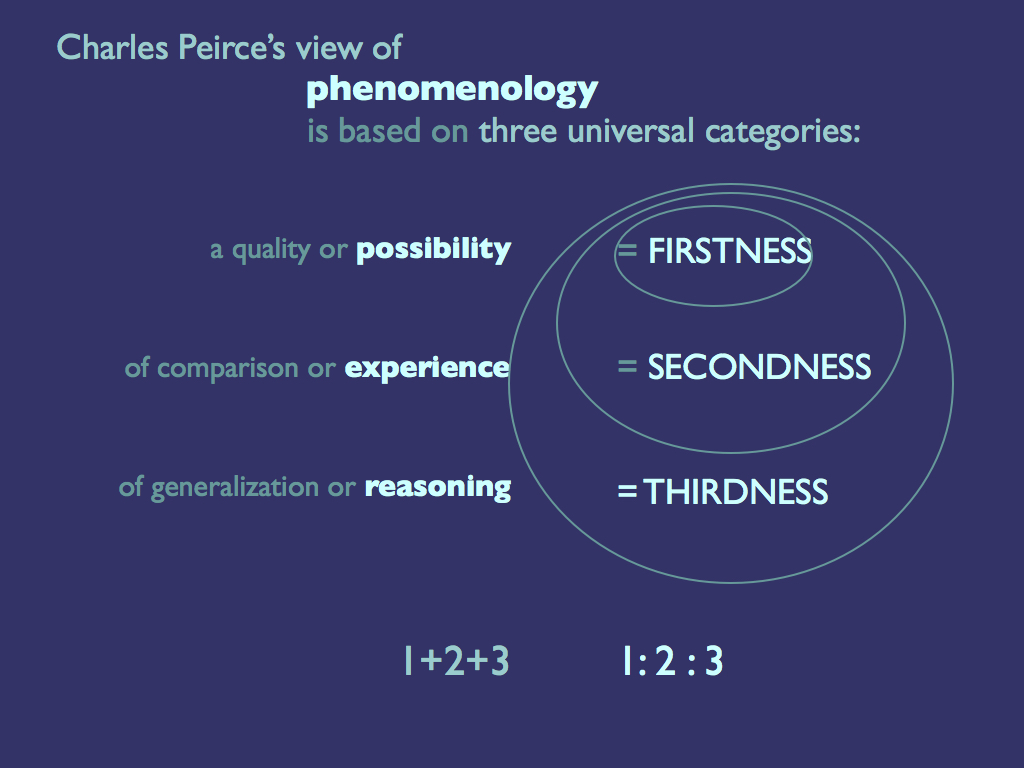 Charles Peirce’s view of
phenomenology
is based on three universal categories:
a quality or possibility = FIRSTNESS
of comparison or experience = SECONDNESS
of generalization or reasoning = THIRDNESS
1+2+3 1: 2 : 3